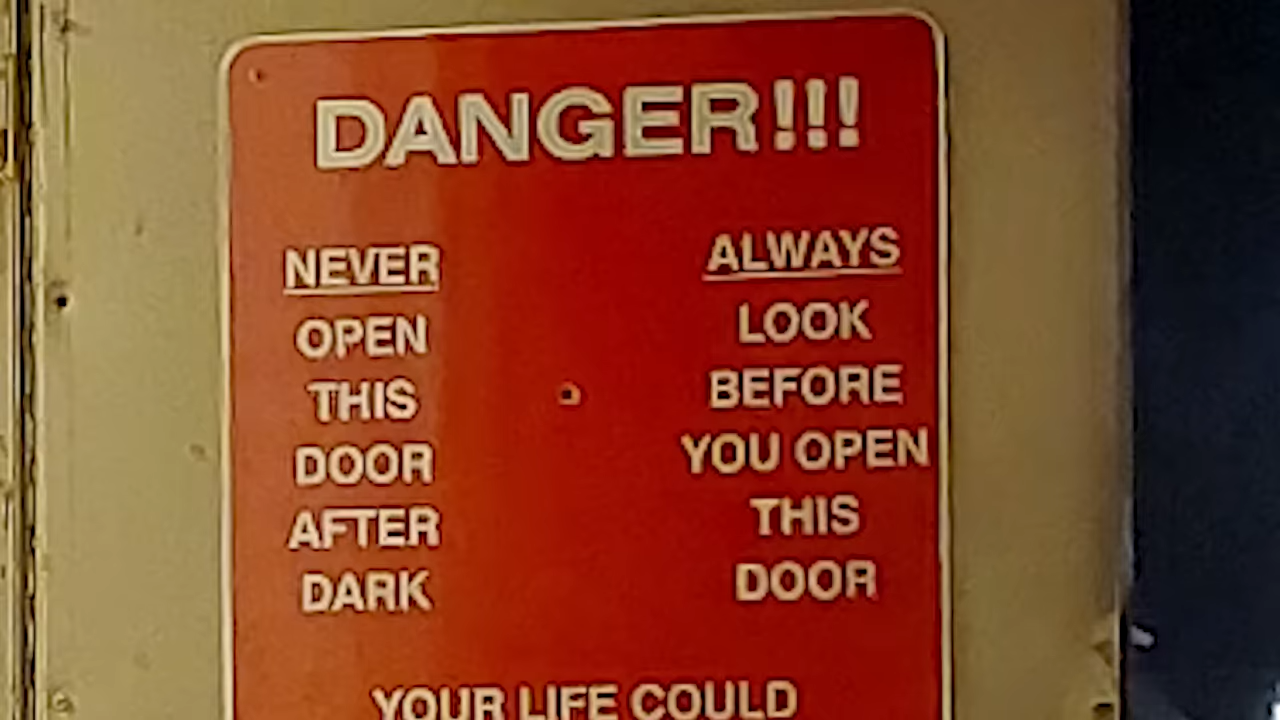 DANGER!!!
NEVER
OPEN
THIS
DOOR
AFTER
DARK
ALWAYS
LOOK
BEFORE
YOU OPEN
THIS
DOOR
YOUR LIFE COULD